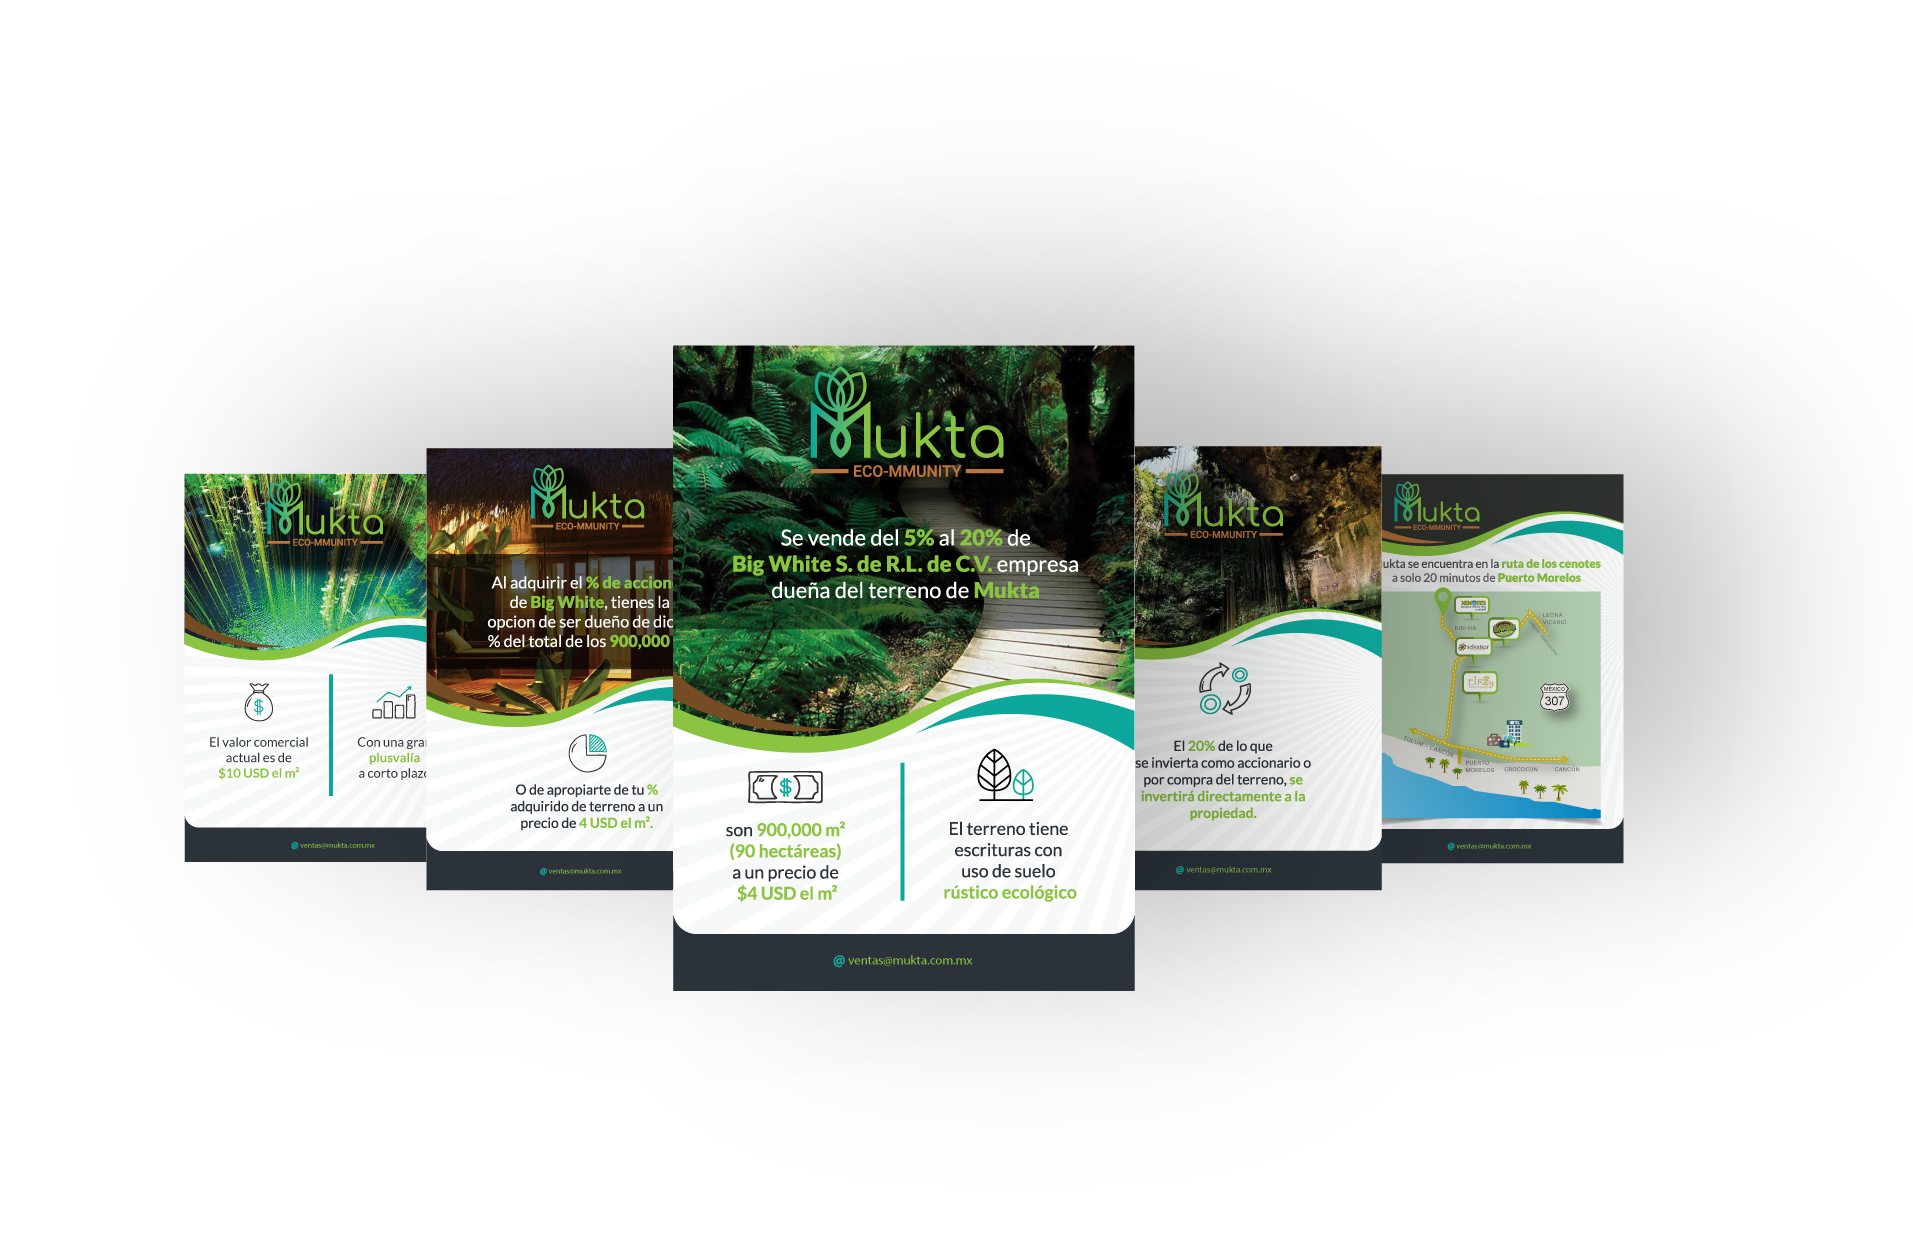 Mukta
ECO-MMUNITY
El valor comercial
actual es de
$10 USD el m²
Con una gra
plusvalía
a corto plazo
@ ventas@mukta.com.mx
Mukta
ECO-MMUNITY
Al adquirir el % de accion
de Big White, tienes la
opcion de ser dueño de dic
% del total de los 900,000
O de apropiarte de tu %
adquirido de terreno a un
precio de 4 USD el m².
@ ventas@mukta.com.mx
Mukta
ECO-MMUNITY
Se vende del 5% al 20% de
Big White S. de R.L. de C.V. empresa
dueña del terreno de Mukta
son 900,000 m²
(90 hectáreas)
a un precio de
$4 USD el m²
El terreno tiene
escrituras con
uso de suelo
rústico ecológico
@ ventas@mukta.com.mx
Mukta
ECO-MMUNITY
El 20% de lo que
se invierta como accionario o
por compra del terreno, se
invertirá directamente a la
propiedad.
@ ventas@mukta.com.mx
Mukta
ECO-MMUNITY
ukta se encuentra en la ruta de los cenotes
a solo 20 minutos de Puerto Morelos
LEONA
VICARIO
KIN-HA
Selvatica
El Rey
MÉXICO
307
TULUM - CANCÚN
PUERTO
MORELOS
CROCOCÚN
CANCÚN
@ ventas@mukta.com.mx